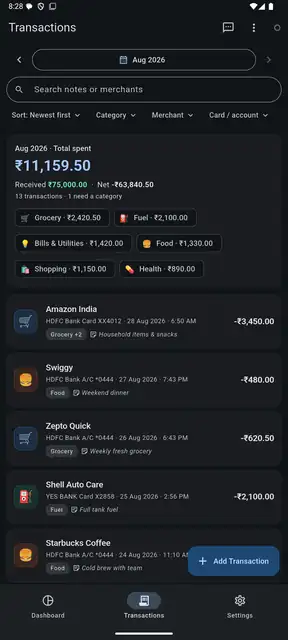 8:28
Transactions
Aug 2026
Search notes or merchants
Sort: Newest first
Category
Merchant
Card / account
Aug 2026 · Total spent
₹11,159.50
Received ₹75,000.00 · Net -₹63,840.50
13 transactions · 1 need a category
Grocery · ₹2,420.50
Fuel · ₹2,100.00
Bills & Utilities · ₹1,420.00
Food · ₹1,330.00
Shopping · ₹1,150.00
Health · ₹890.00
Amazon India
HDFC Bank Card XX4012 · 28 Aug 2026 · 6:50 AM
-₹3,450.00
Grocery +2
Household items & snacks
Swiggy
HDFC Bank A/C *0444 · 27 Aug 2026 · 7:43 PM
-₹480.00
Food
Weekend dinner
Zepto Quick
HDFC Bank A/C *0444 · 26 Aug 2026 · 6:43 PM
-₹620.50
Grocery
Weekly fresh grocery
Shell Auto Care
YES BANK Card X2858 · 25 Aug 2026 · 2:56 PM
-₹2,100.00
Fuel
Full tank fuel
Starbucks Coffee
HDFC Bank A/C *0444 · 24 Aug 2026 · 11:10
Food
Cold brew with team
+ Add Transaction
Dashboard
Transactions
Settings